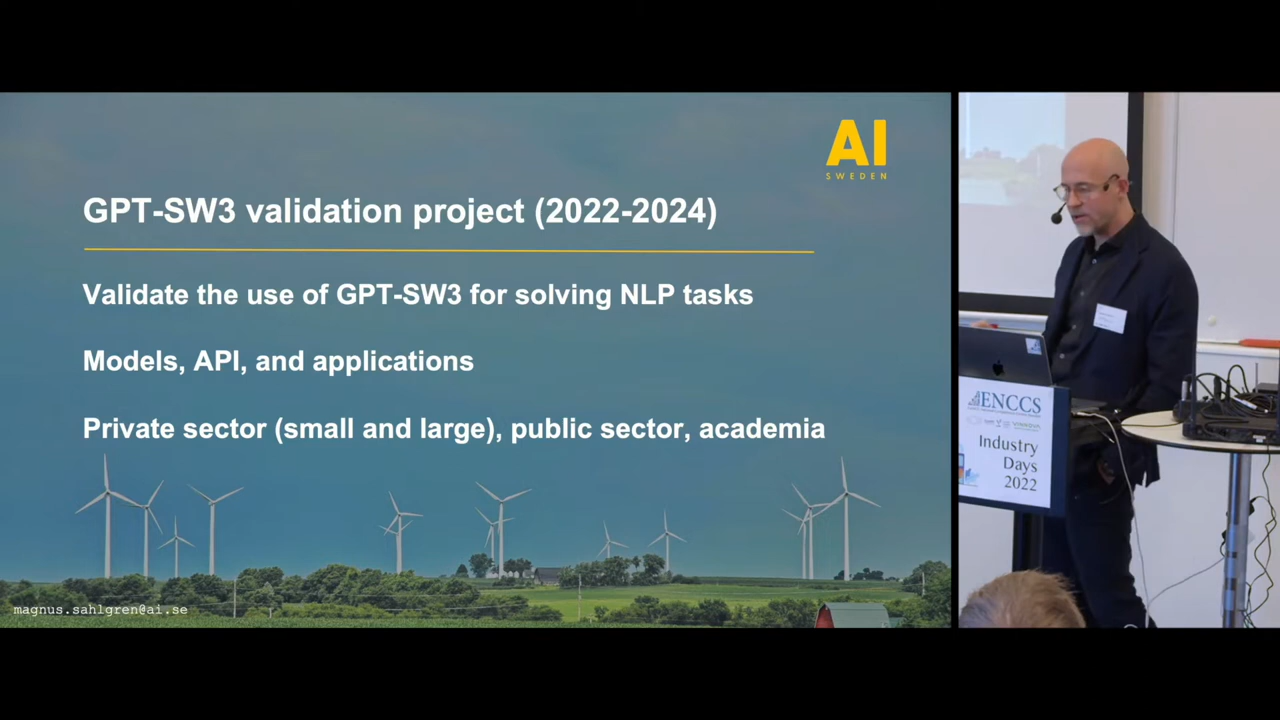 AI
SWEDEN
GPT-SW3 validation project (2022-2024)
Validate the use of GPT-SW3 for solving NLP tasks
Models, API, and applications
Private sector (small and large), public sector, academia
magnus.sahlgren@ai.se
ENCCS
Industry
Days
2022